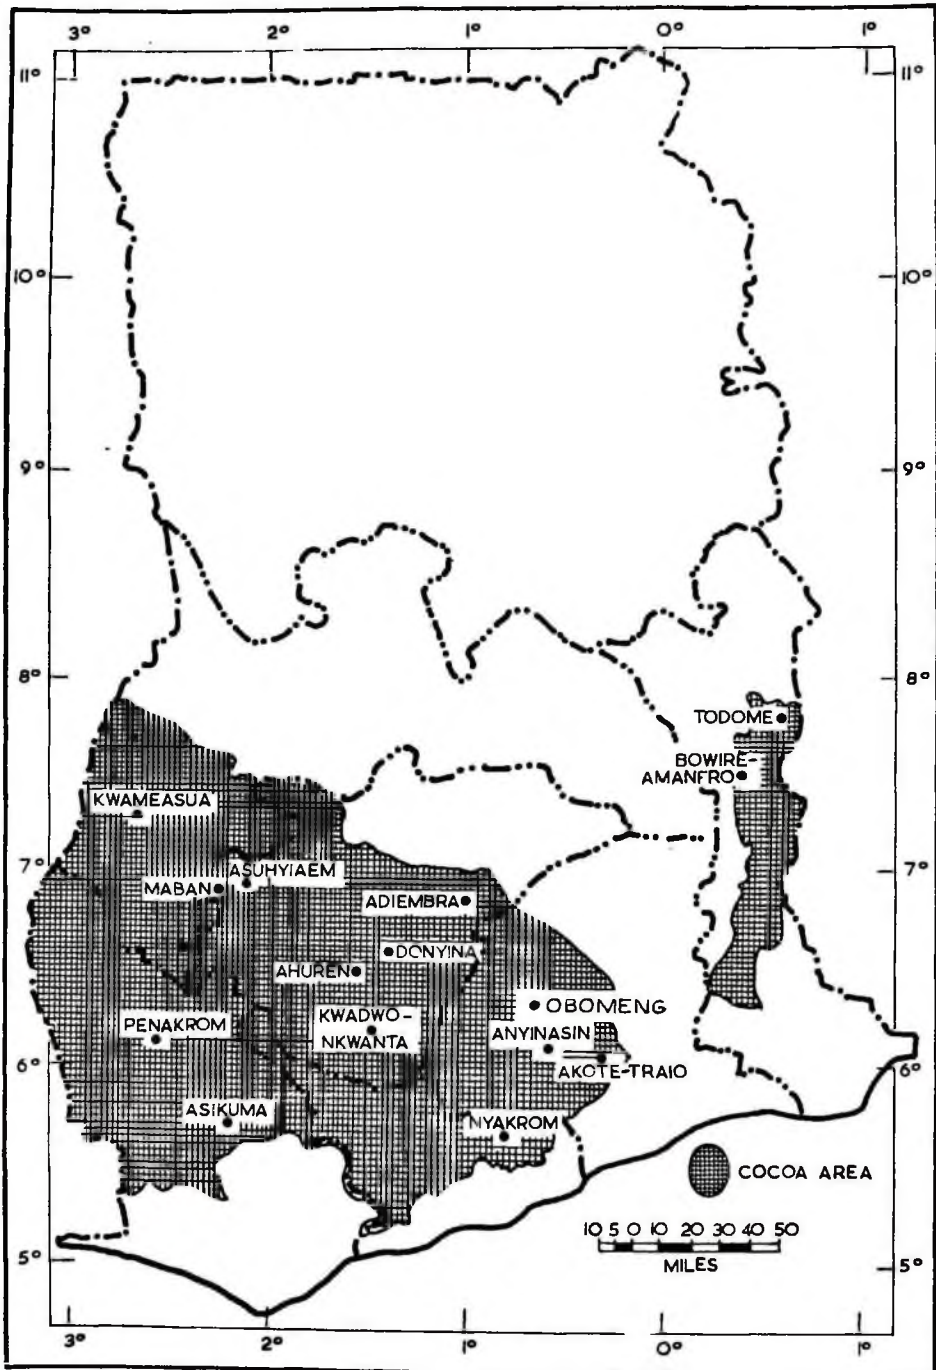 3° 2° 1° 0° 1°
11° 11°
10° 10°
9° 9°
8° 8°
TODOME
BOWIRE-
AMANFRO
KWAMEASUA
7° 7°
ASUHYIAEM
MABAN
ADIEMBRA
DONYINA
AHUREN
OBOMENG
PENAKROM
KWADWO-
NKWANTA
ANYINASIN
6° 6°
AKOTE-TRAIO
ASIKUMA
NYAKROM
COCOA AREA
10 5 0 10 20 30 40 50
MILES
5° 5°
3° 2° 1° 0° 1°